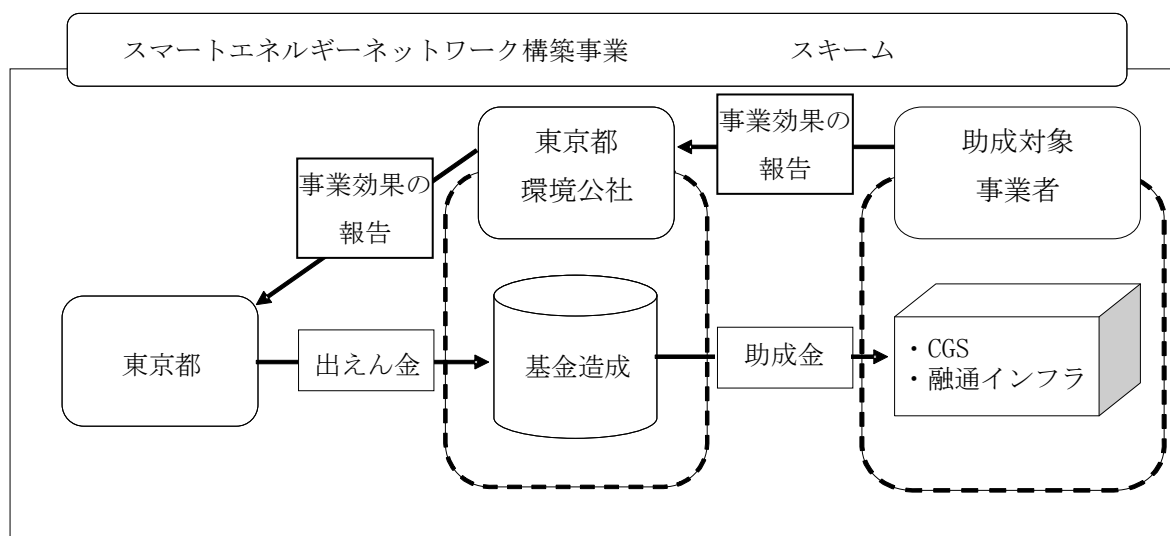 スマートエネルギーネットワーク構築事業　スキーム
事業効果の
報告
東京都
環境公社
事業効果の
報告
助成対象
事業者
東京都
出えん金
基金造成
助成金
・CGS
・融通インフラ